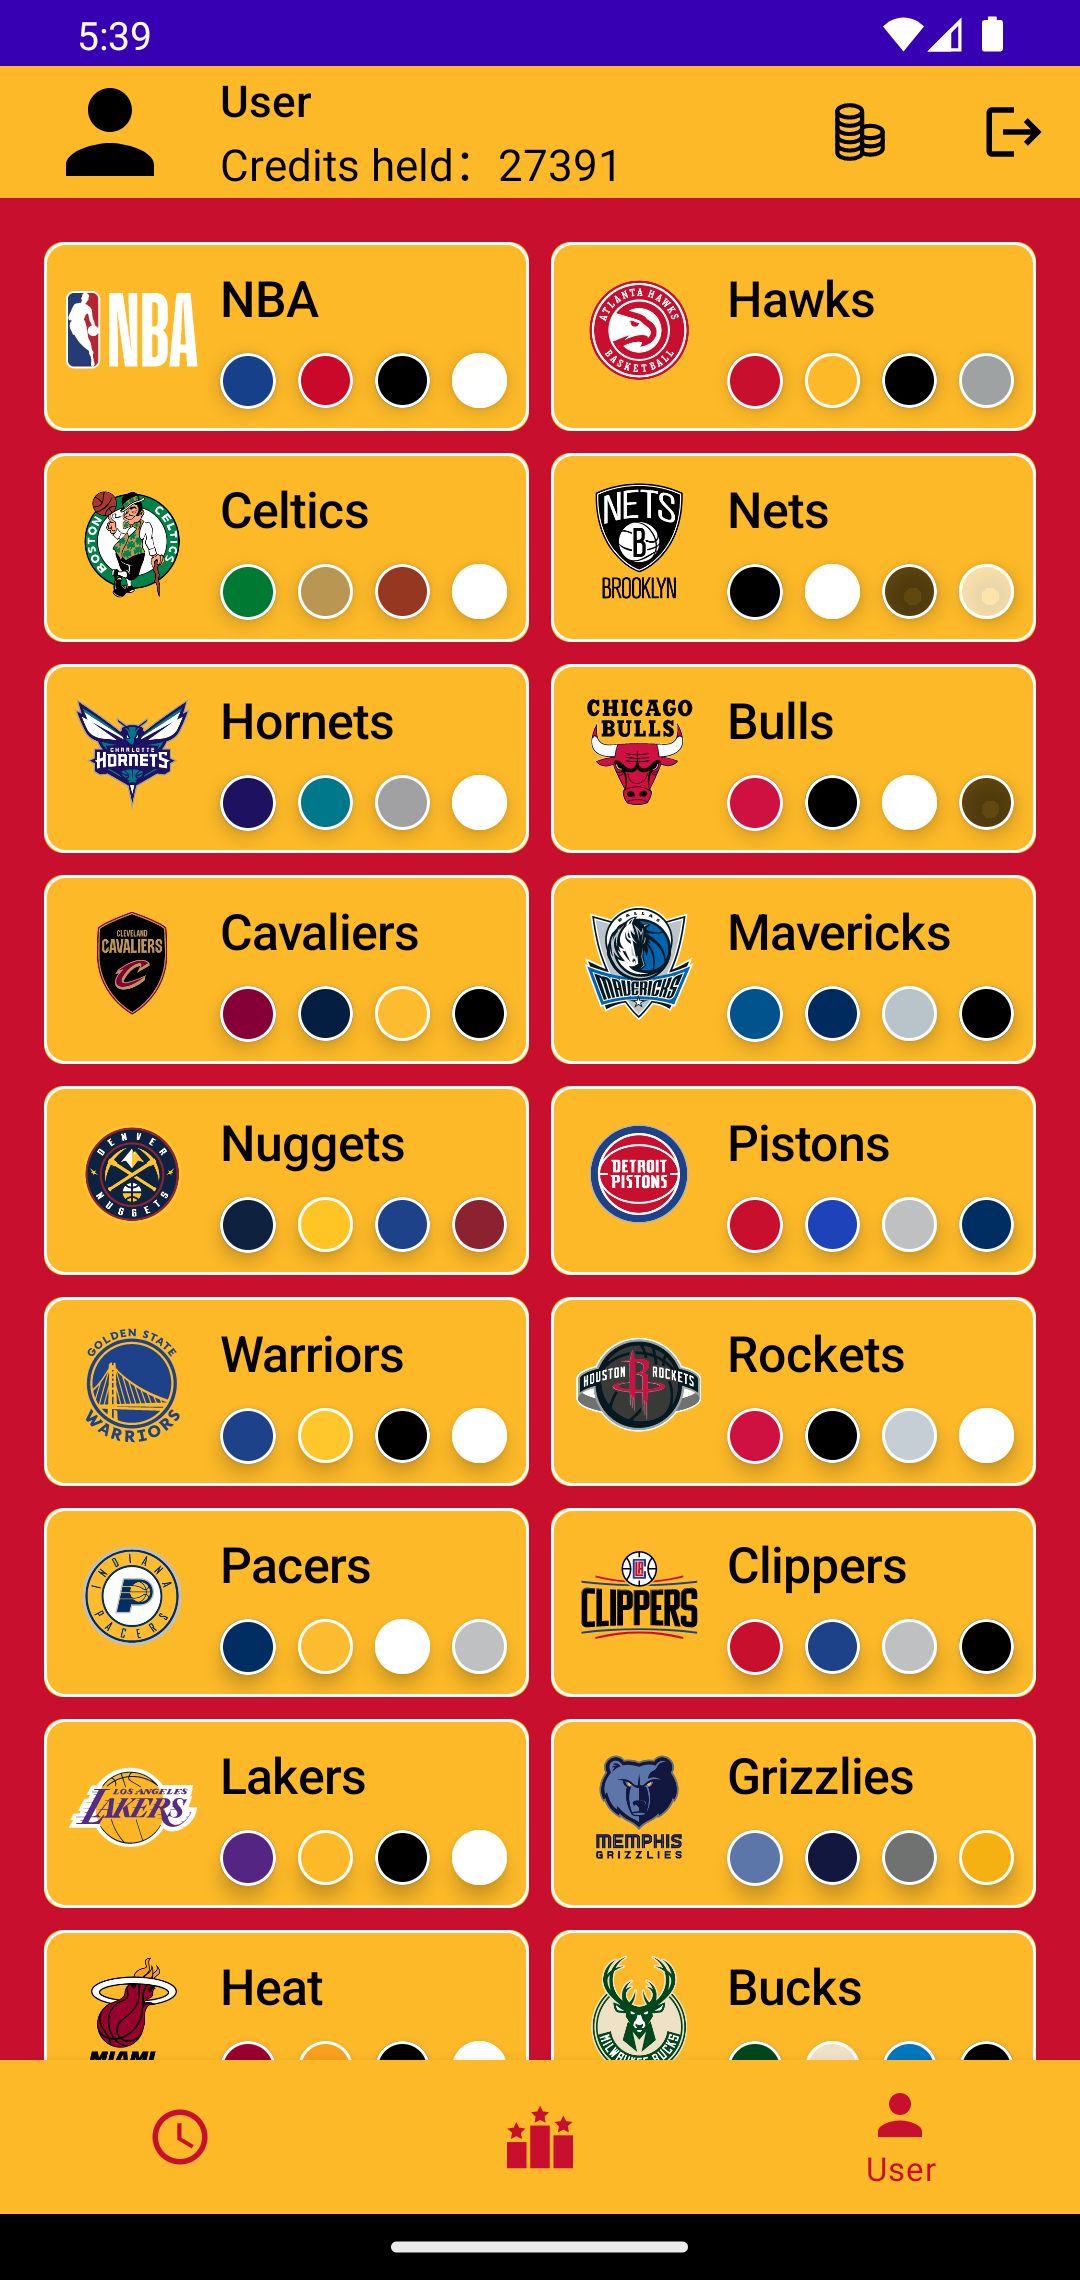 5:39
User
Credits held: 27391
NBA
NBA
ATLANTA HAWKS
BASKETBALL
Hawks
BOSTON CELTICS
Celtics
NETS
B
BROOKLYN
Nets
CHARLOTTE
HORNETS
Hornets
CHICAGO
BULLS
Bulls
CLEVELAND
CAVALIERS
C
Cavaliers
DALLAS
MAVERICKS
Mavericks
DENVER
NUGGETS
Nuggets
DETROIT
PISTONS
Pistons
GOLDEN STATE
WARRIORS
Warriors
HOUSTON ROCKETS
R
Rockets
INDIANA
P
PACERS
Pacers
CLIPPERS
Clippers
LOS ANGELES
LAKERS
Lakers
MEMPHIS
GRIZZLIES
Grizzlies
MIAMI
Heat
MILWAUKEE BUCKS
Bucks
User